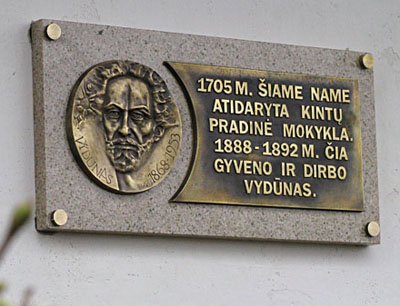 VYDŪNAS 1868-1953
1705 M. ŠIAME NAME
ATIDARYTA KINTŲ
PRADINĖ MOKYKLA.
1888-1892 M. ČIA
GYVENO IR DIRBO
VYDŪNAS.